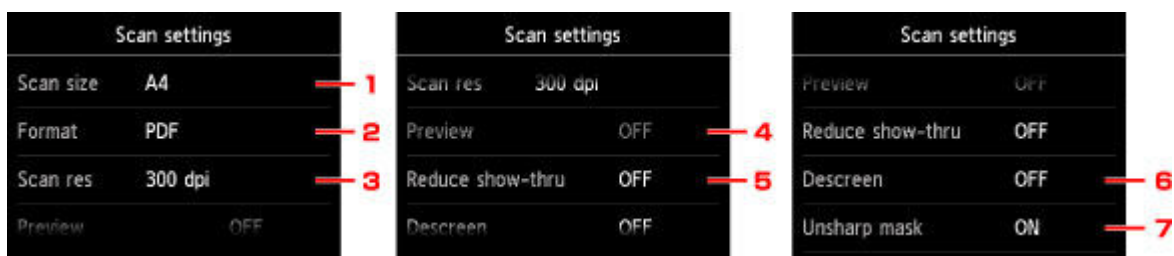 Scan settings
Scan size A4 1
Format PDF 2
Scan res 300 dpi 3
Preview OFF
Scan settings
Scan res 300 dpi
Preview OFF 4
Reduce show-thru OFF 5
Descreen OFF
Scan settings
Preview OFF
Reduce show-thru OFF
Descreen OFF 6
Unsharp mask ON 7